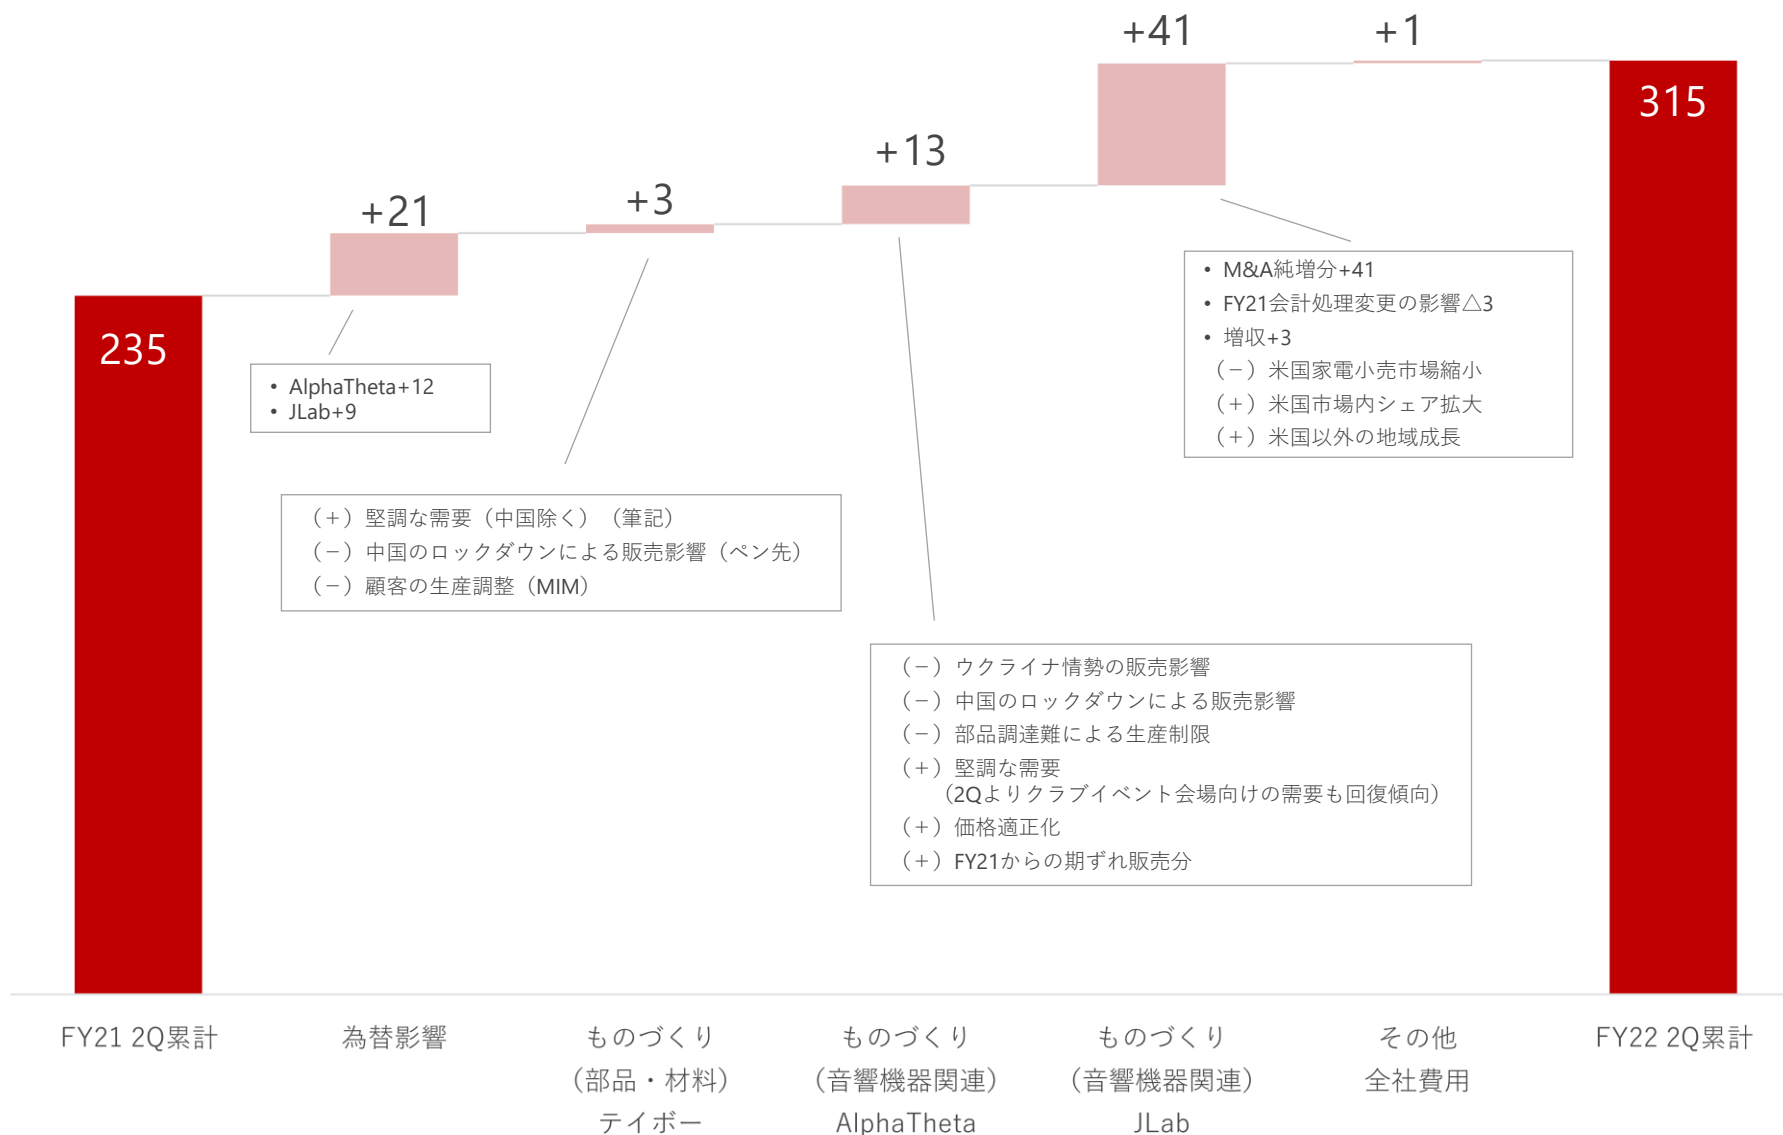 +41
+1
315
+13
+3
+21
235
• M&A純増分+41
• FY21会計処理変更の影響△3
• 増収+3
（−）米国家電小売市場縮小
（+）米国市場内シェア拡大
（+）米国以外の地域成長
• AlphaTheta+12
• JLab+9
（+）堅調な需要（中国除く）（筆記）
（−）中国のロックダウンによる販売影響（ペン先）
（−）顧客の生産調整（MIM）
（−）ウクライナ情勢の販売影響
（−）中国のロックダウンによる販売影響
（−）部品調達難による生産制限
（+）堅調な需要
（2Qよりクラブイベント会場向けの需要も回復傾向）
（+）価格適正化
（+）FY21からの期ずれ販売分
FY21 2Q累計
為替影響
ものづくり
（部品・材料）
テイボー
ものづくり
（音響機器関連）
AlphaTheta
ものづくり
（音響機器関連）
JLab
その他
全社費用
FY22 2Q累計